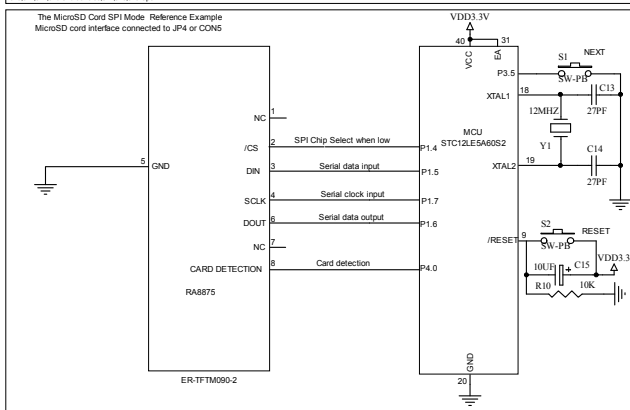 The MicroSD Cord SPI Mode Reference Example
MicroSD cord interface connected to JP4 or CON5
VDD3.3V
40
31
VCC
EA
S1
NEXT
P3.5
SW-PB
XTAL1
18
C13
12MHZ
27PF
Y1
C14
XTAL2
19
27PF
MCU
STC12LE5A60S2
NC
1
/CS
2
SPI Chip Select when low
P1.4
5
GND
DIN
3
Serial data input
P1.5
SCLK
4
Serial clock input
P1.7
DOUT
6
Serial data output
P1.6
NC
7
CARD DETECTION
8
Card detection
P4.0
RA8875
ER-TFTM090-2
/RESET
9
S2
RESET
SW-PB
VDD3.3
10UF
+
C15
R10
10K
GND
20